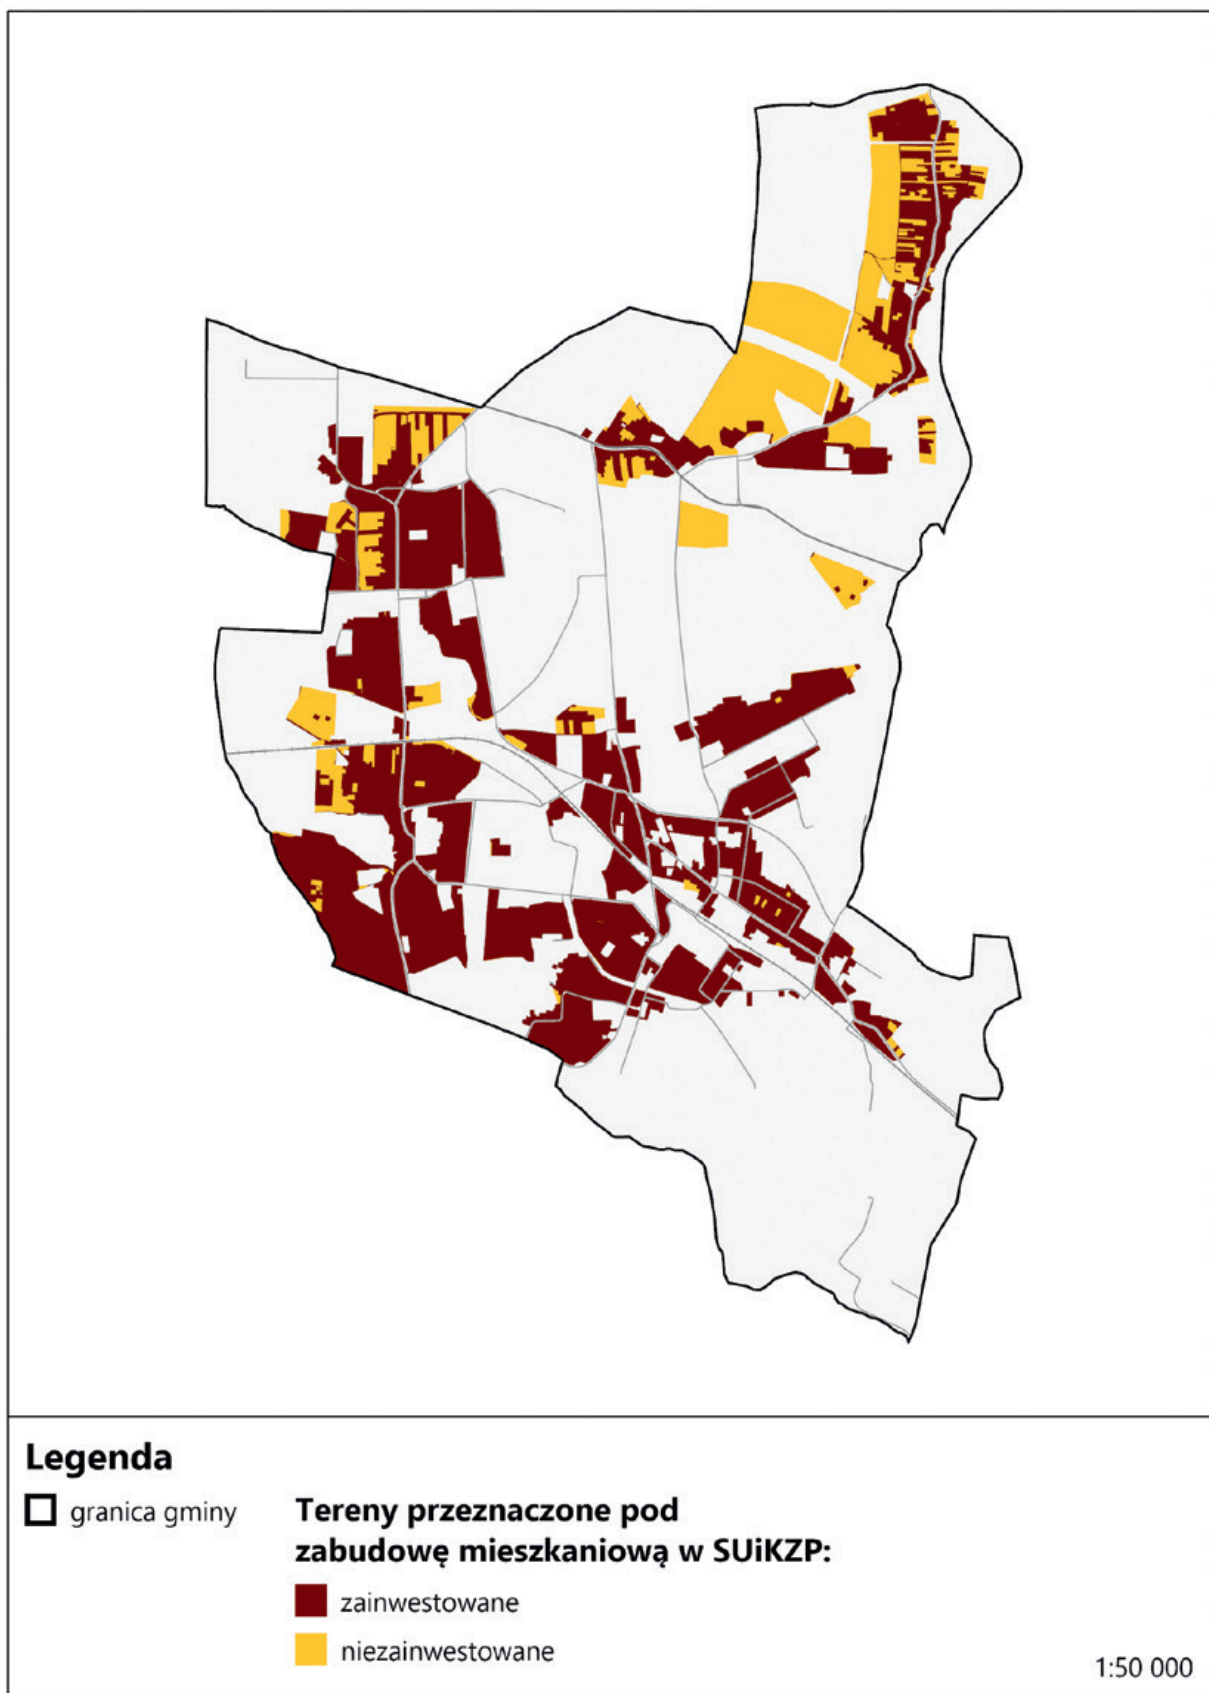 Legenda
granica gminy
Tereny przeznaczone pod
zabudowę mieszkaniową w SUiKZP:
zainwestowane
niezainwestowane
1:50 000